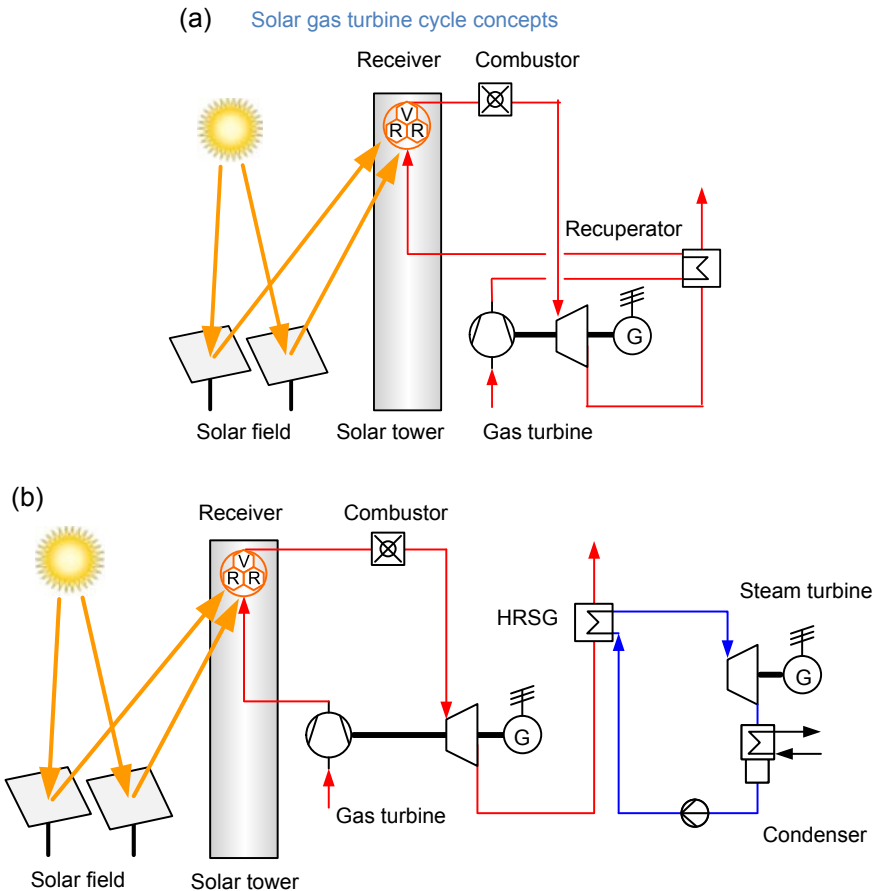 (a) Solar gas turbine cycle concepts
Receiver Combustor
V
R R
Recuperator
G
Solar field Solar tower Gas turbine
(b)
Receiver Combustor
V
R R
Steam turbine
HRSG
G
G
Gas turbine
Condenser
Solar field Solar tower